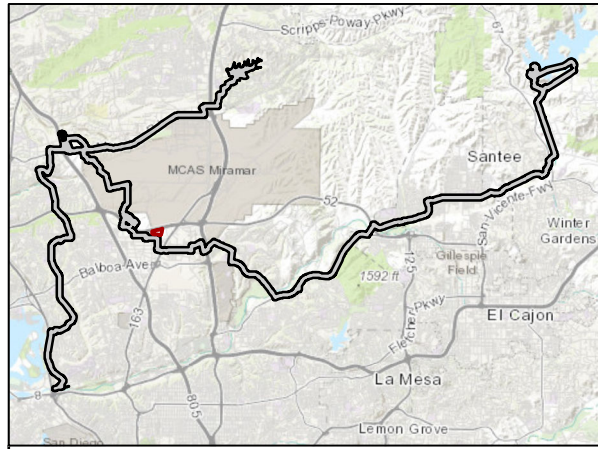 Scripps-Poway-Pkwy
67
MCAS Miramar
Santee
52
San-Vicente-Fwy
Winter
Gardens
Balboa Avenue
125
Gillespie
Field
1592 ft
163
Fletcher Pkwy
El Cajon
8
La Mesa
805
Lemon Grove
San Diego